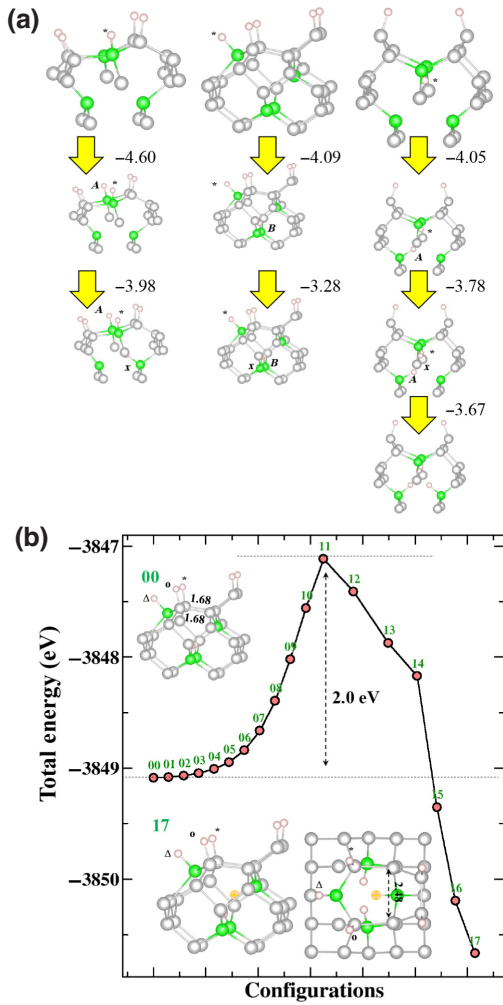 (a)
* * *
−4.60 −4.09 −4.05
A * * B * A
−3.98 −3.28 −3.78
A * x * x B * x A
−3.67
(b)
Total energy (eV)
−3847
−3848
−3849
−3850
11
00
o *
Δ
1.68
1.68
12
10
13
09
14
2.0 eV
08
07
00 01 02 03 04 05 06
15
17
o *
Δ
*
Δ
2.48
o
16
17
Configurations